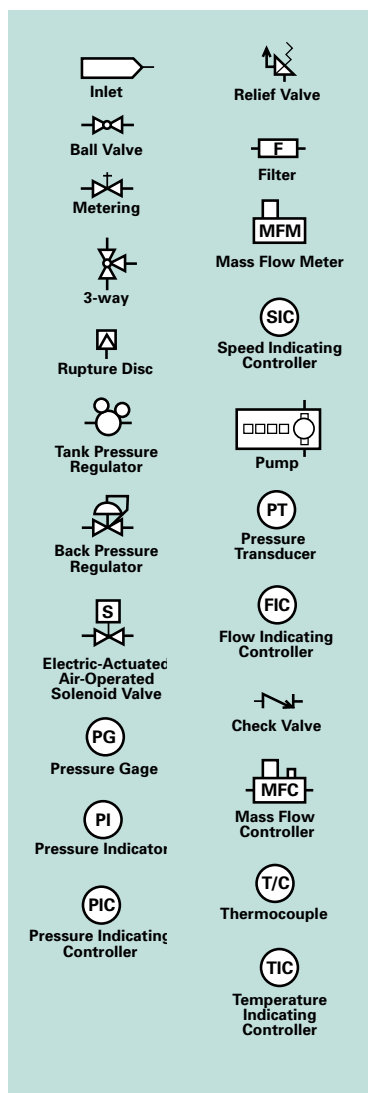 Inlet
Ball Valve
Metering
3-way
Rupture Disc
Tank Pressure
Regulator
Back Pressure
Regulator
S
Electric-Actuated
Air-Operated
Solenoid Valve
PG
Pressure Gage
PI
Pressure Indicator
PIC
Pressure Indicating
Controller
Relief Valve
F
Filter
MFM
Mass Flow Meter
SIC
Speed Indicating
Controller
Pump
PT
Pressure
Transducer
FIC
Flow Indicating
Controller
Check Valve
MFC
Mass Flow
Controller
T/C
Thermocouple
TIC
Temperature
Indicating
Controller